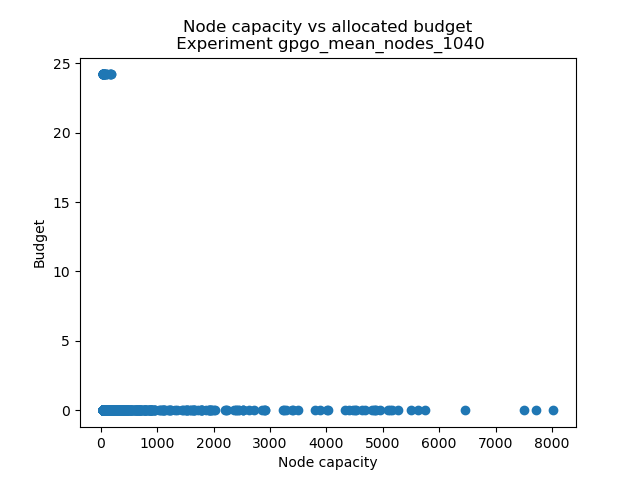 Node capacity vs allocated budget
Experiment gpgo_mean_nodes_1040
25
20
15
10
5
0
Budget
0 1000 2000 3000 4000 5000 6000 7000 8000
Node capacity